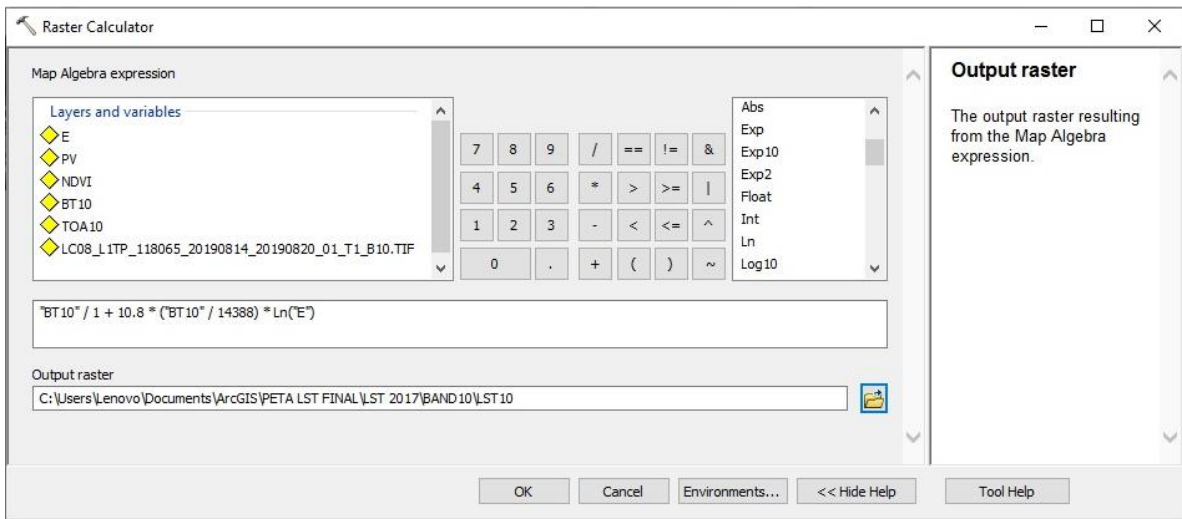 Raster Calculator
Map Algebra expression
Layers and variables
E
PV
NDVI
BT10
TOA10
LC08_L1TP_118065_20190814_20190820_01_T1_B10.TIF
7 8 9 / == != &
4 5 6 * > >= |
1 2 3 - < <= ^
0 . + ( ) ~
Abs
Exp
Exp10
Exp2
Float
Int
Ln
Log10
"BT10" / 1 + 10.8 * ("BT10" / 14388) * Ln("E")
Output raster
C:\Users\Lenovo\Documents\ArcGIS\PETA LST FINAL\LST 2017\BAND10\LST10
OK Cancel Environments... << Hide Help
Output raster
The output raster resulting
from the Map Algebra
expression.
Tool Help